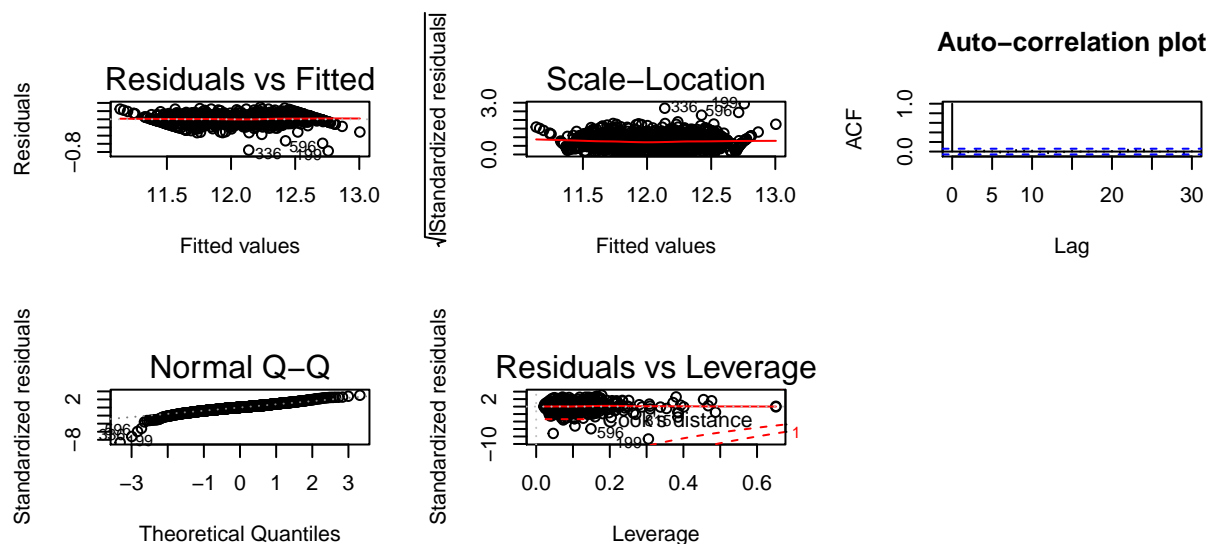 Residuals vs Fitted
Residuals
−0.8
336
596
199
11.5 12.0 12.5 13.0
Fitted values
Scale−Location
√|Standardized residuals|
0.0 3.0
336
199
596
11.5 12.0 12.5 13.0
Fitted values
Auto−correlation plot
ACF
0.0 1.0
0 5 10 15 20 30
Lag
Normal Q−Q
Standardized residuals
−8 2
199
−3 −1 0 1 2 3
Theoretical Quantiles
Residuals vs Leverage
Standardized residuals
−10 2
Cook's distance
596
199
1
0.0 0.2 0.4 0.6
Leverage